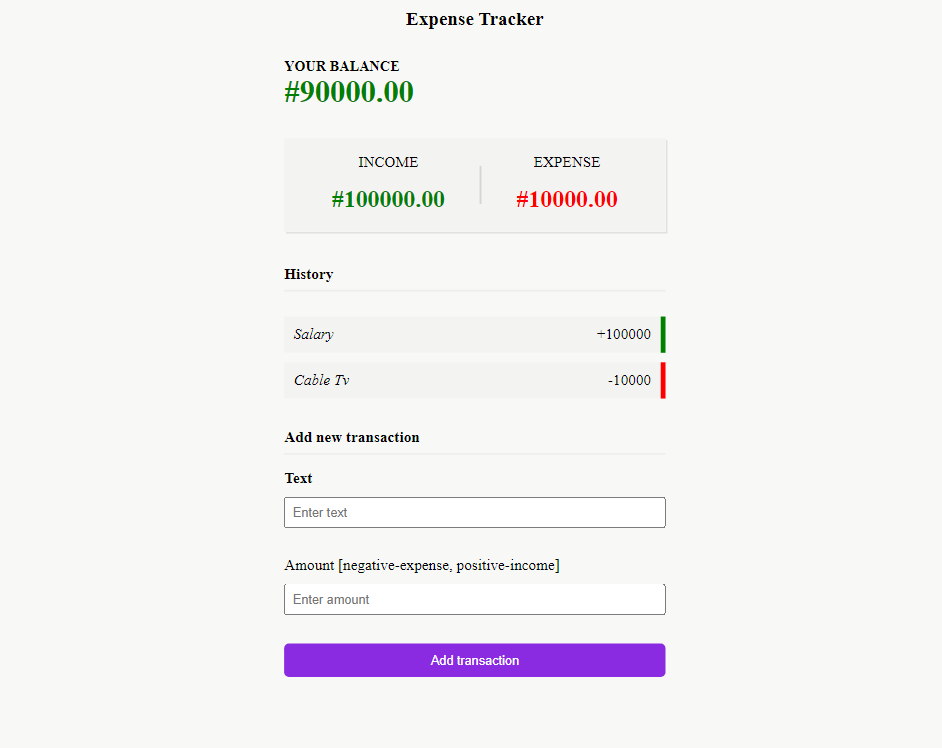 Expense Tracker
YOUR BALANCE
#90000.00
INCOME EXPENSE
#100000.00 #10000.00
History
Salary +100000
Cable Tv -10000
Add new transaction
Text
Enter text
Amount [negative-expense, positive-income]
Enter amount
Add transaction